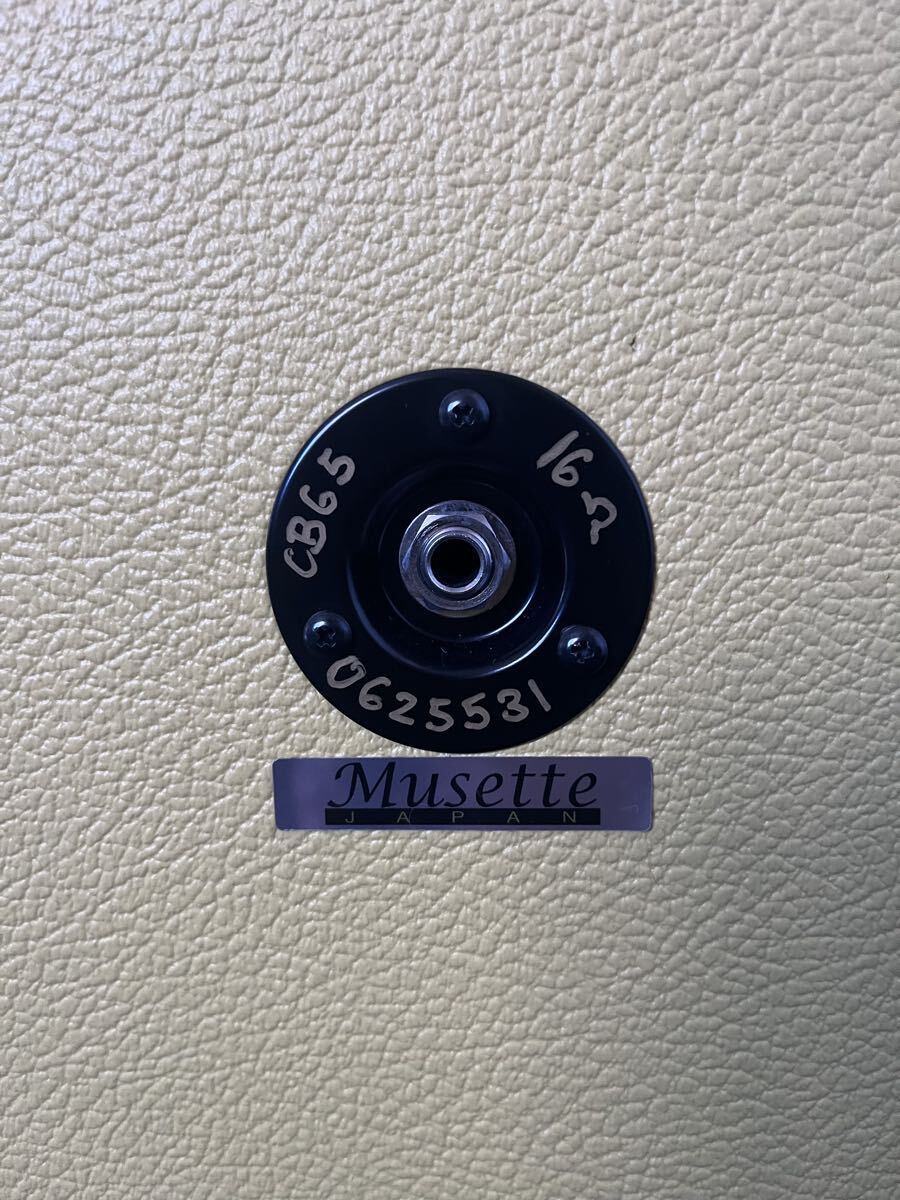 CB65
16Ω
0625531
Musette
JAPAN